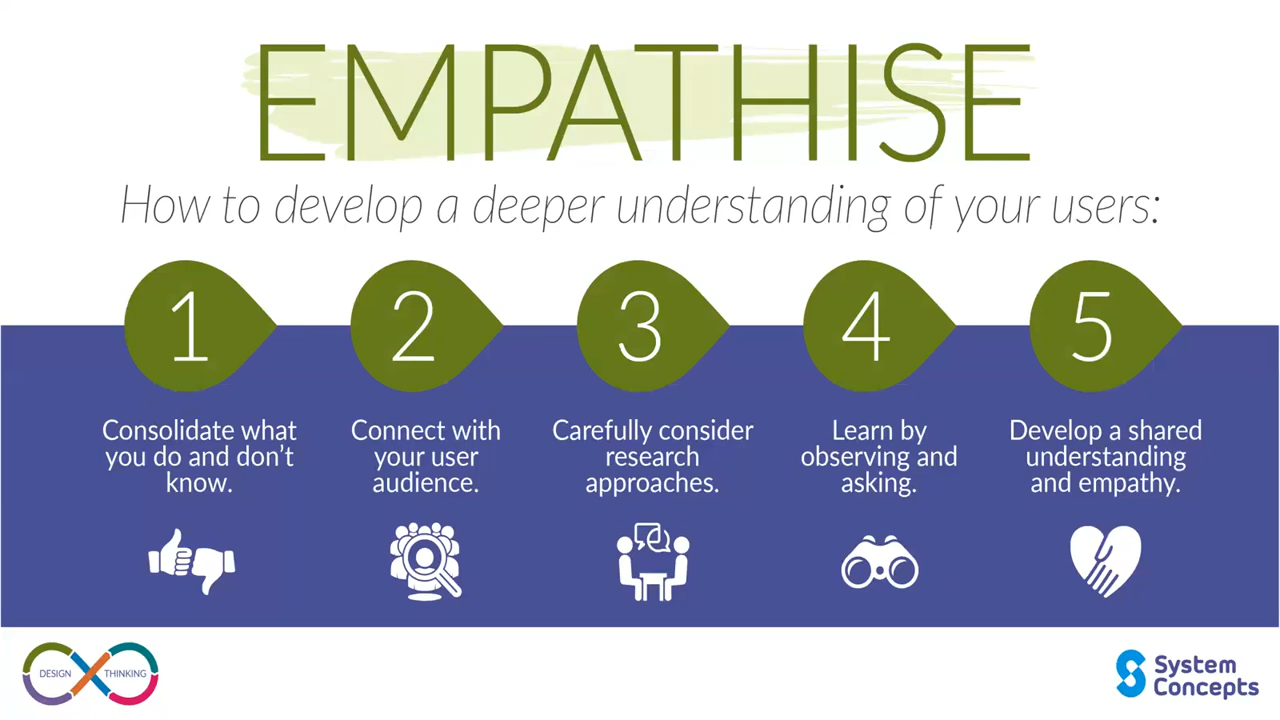 EMPATHISE
How to develop a deeper understanding of your users:
1
Consolidate what
you do and don't
know.
2
Connect with
your user
audience.
3
Carefully consider
research
approaches.
4
Learn by
observing and
asking.
5
Develop a shared
understanding
and empathy.
DESIGN THINKING
System
Concepts